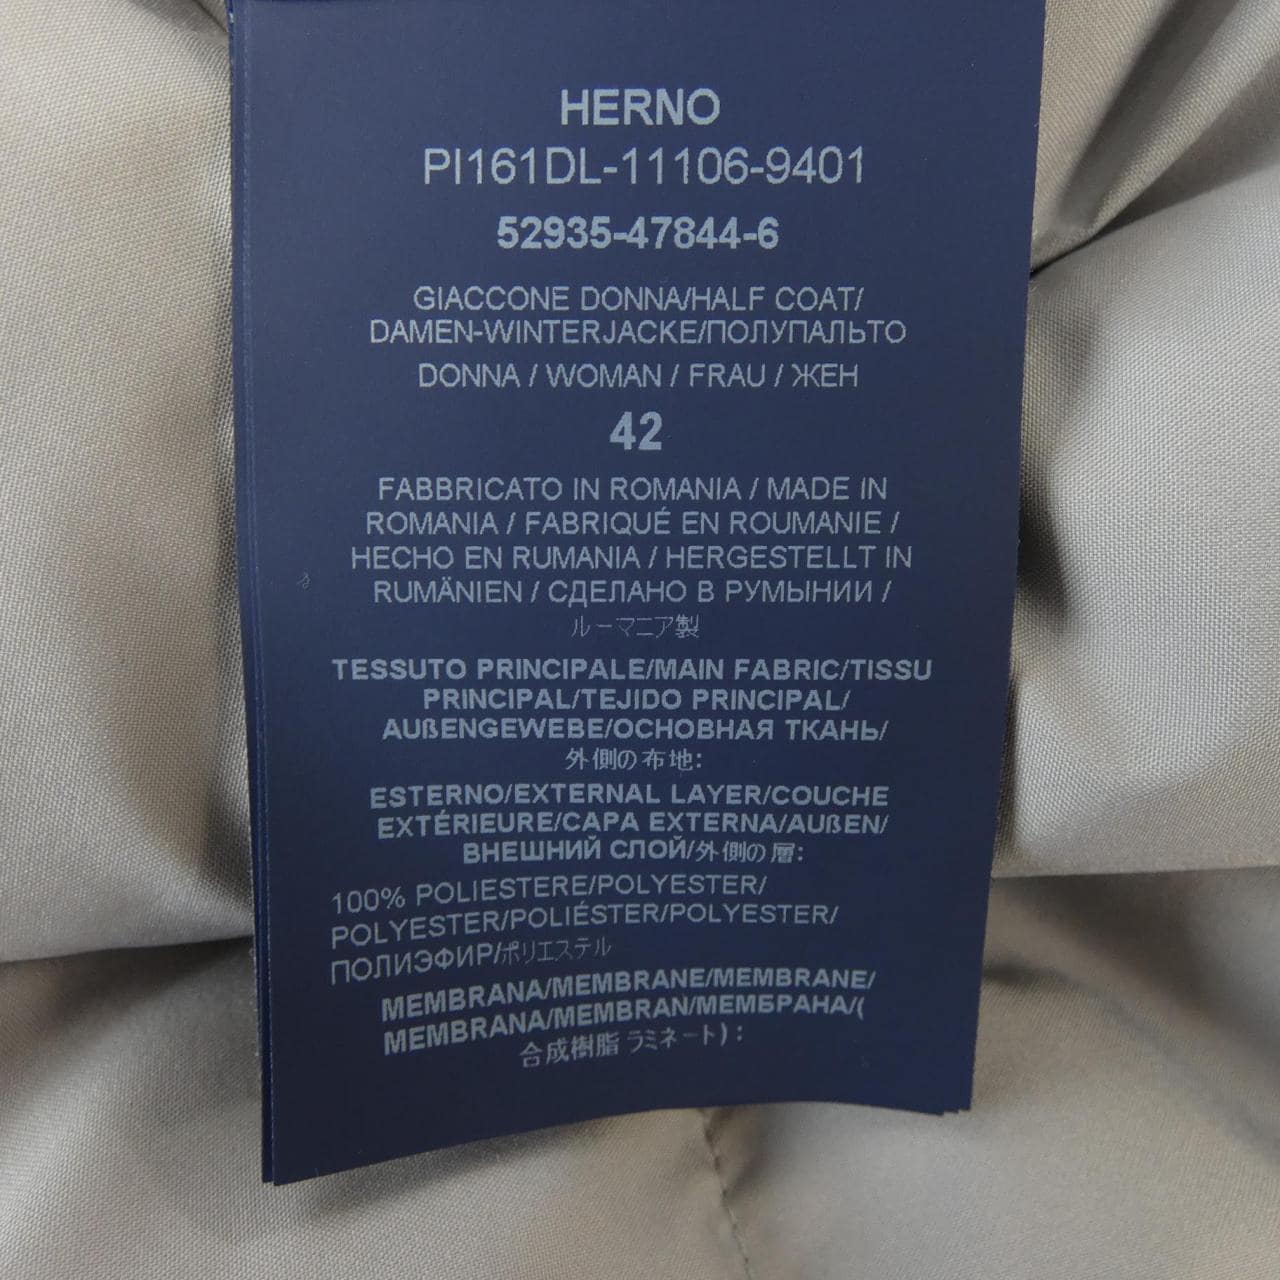 HERNO
PI161DL-11106-9401
52935-47844-6
GIACCONE DONNA/HALF COAT/
DAMEN-WINTERJACKE/ПОЛУПАЛЬТО
DONNA / WOMAN / FRAU / ЖЕН
42
FABBRICATO IN ROMANIA / MADE IN
ROMANIA / FABRIQUÉ EN ROUMANIE /
HECHO EN RUMANIA / HERGESTELLT IN
RUMÄNIEN / СДЕЛАНО В РУМЫНИИ /
ルーマニア製
TESSUTO PRINCIPALE/MAIN FABRIC/TISSU
PRINCIPAL/TEJIDO PRINCIPAL/
AUßENGEWEBE/ОСНОВНАЯ ТКАНЬ/
外側の布地:
ESTERNO/EXTERNAL LAYER/COUCHE
EXTÉRIEURE/CAPA EXTERNA/AUßEN/
ВНЕШНИЙ СЛОЙ/外側の層:
100% POLIESTERE/POLYESTER/
POLYESTER/POLIÉSTER/POLYESTER/
ПОЛИЭФИР/ポリエステル
MEMBRANA/MEMBRANE/MEMBRANE/
MEMBRANA/MEMBRAN/МЕМБРАНА/(
合成樹脂 ラミネート):